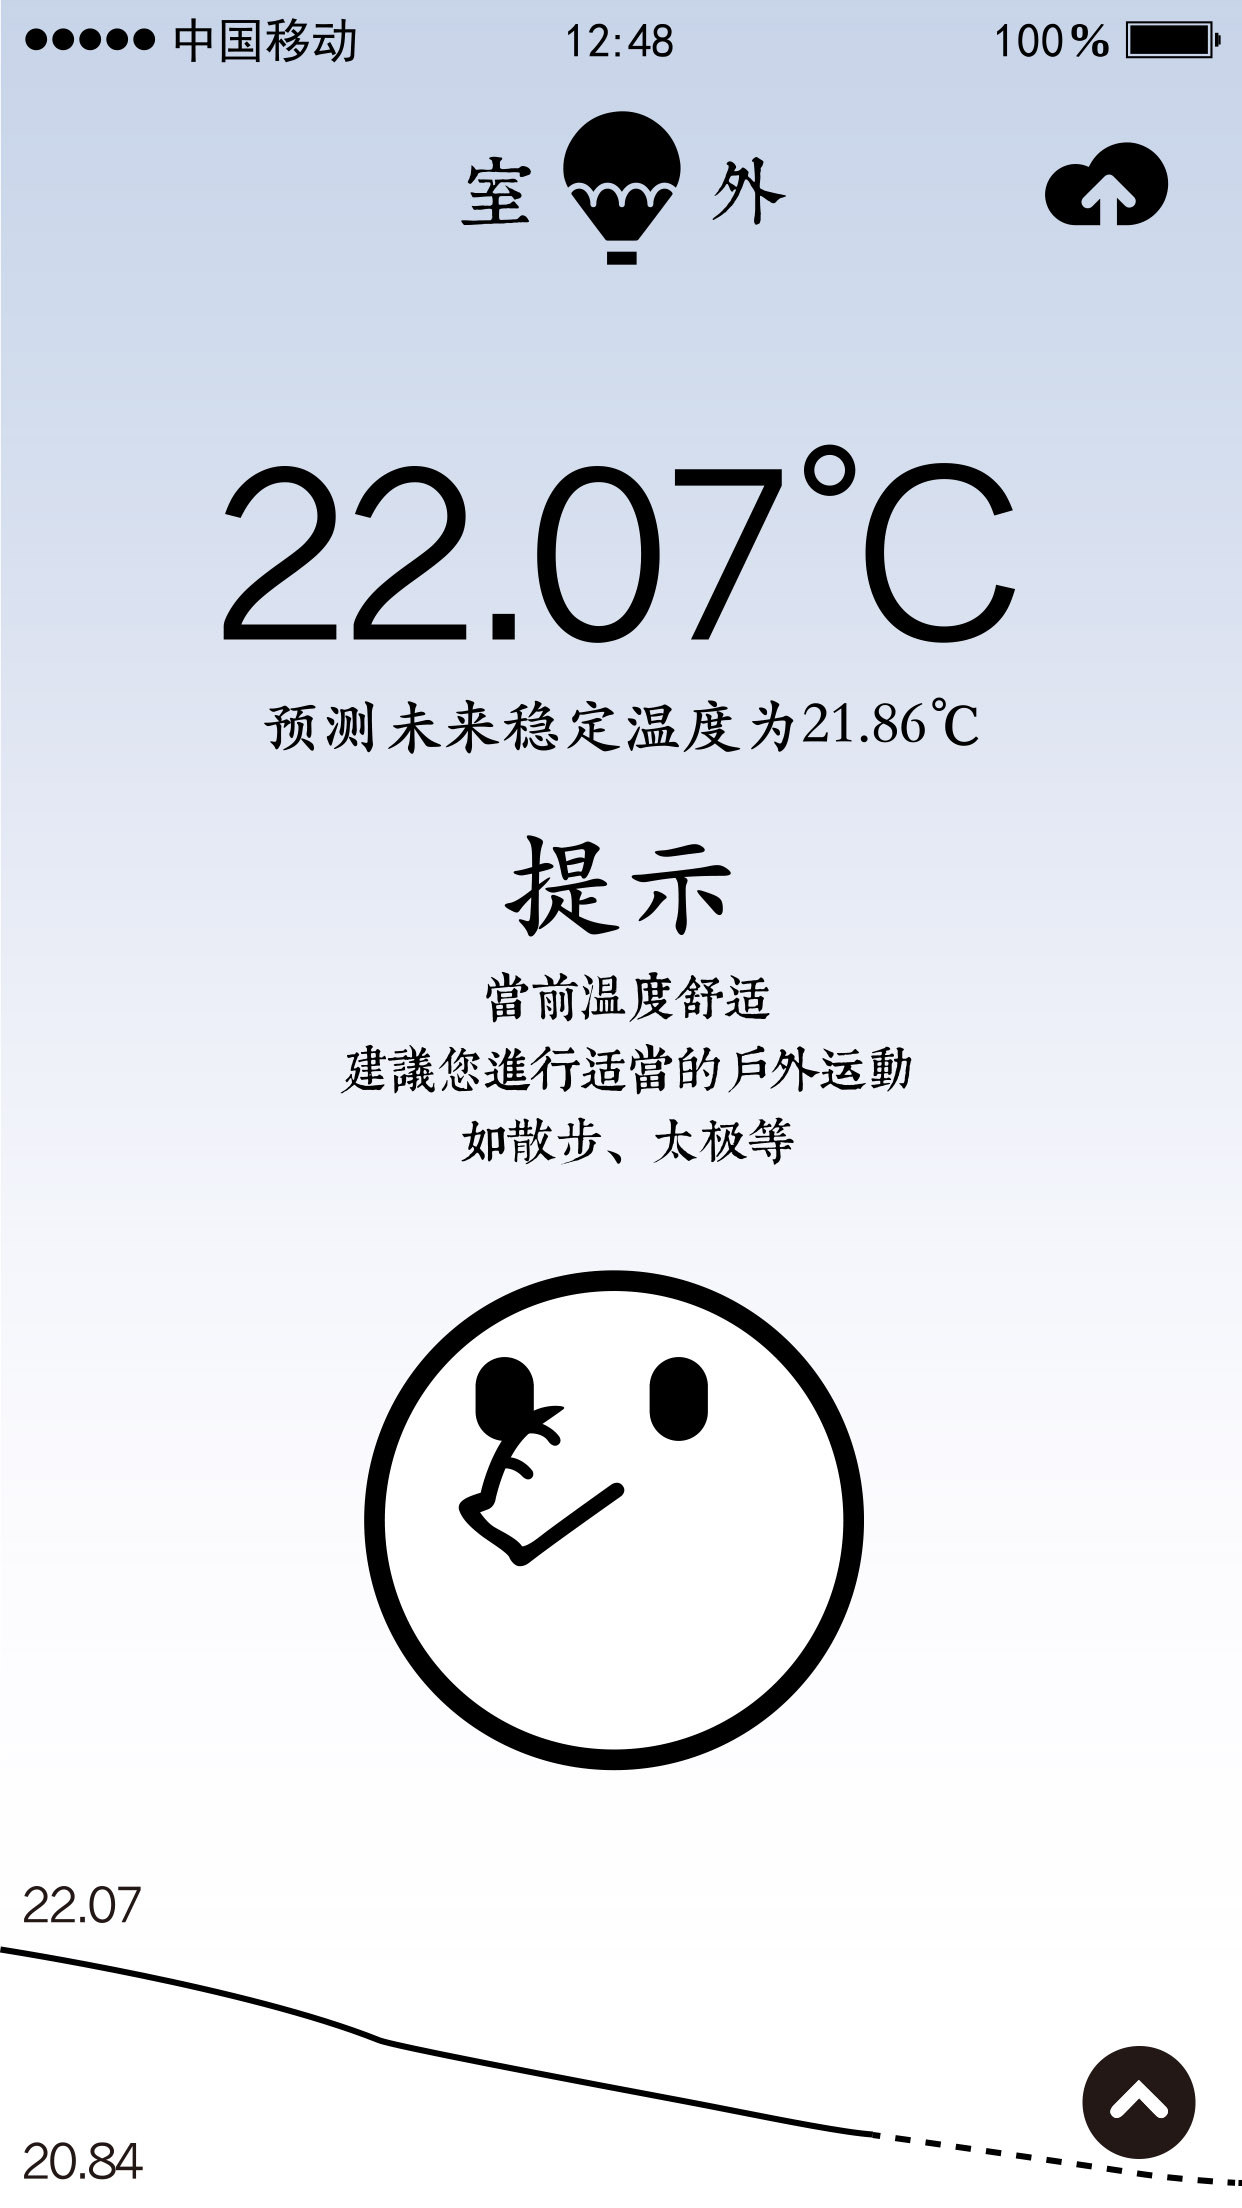 中国移动 12:48 100%
室外
22.07℃
预测未来稳定温度为21.86℃
提示
當前温度舒适
建議您進行适當的戶外运動
如散步、太极等
22.07
20.84